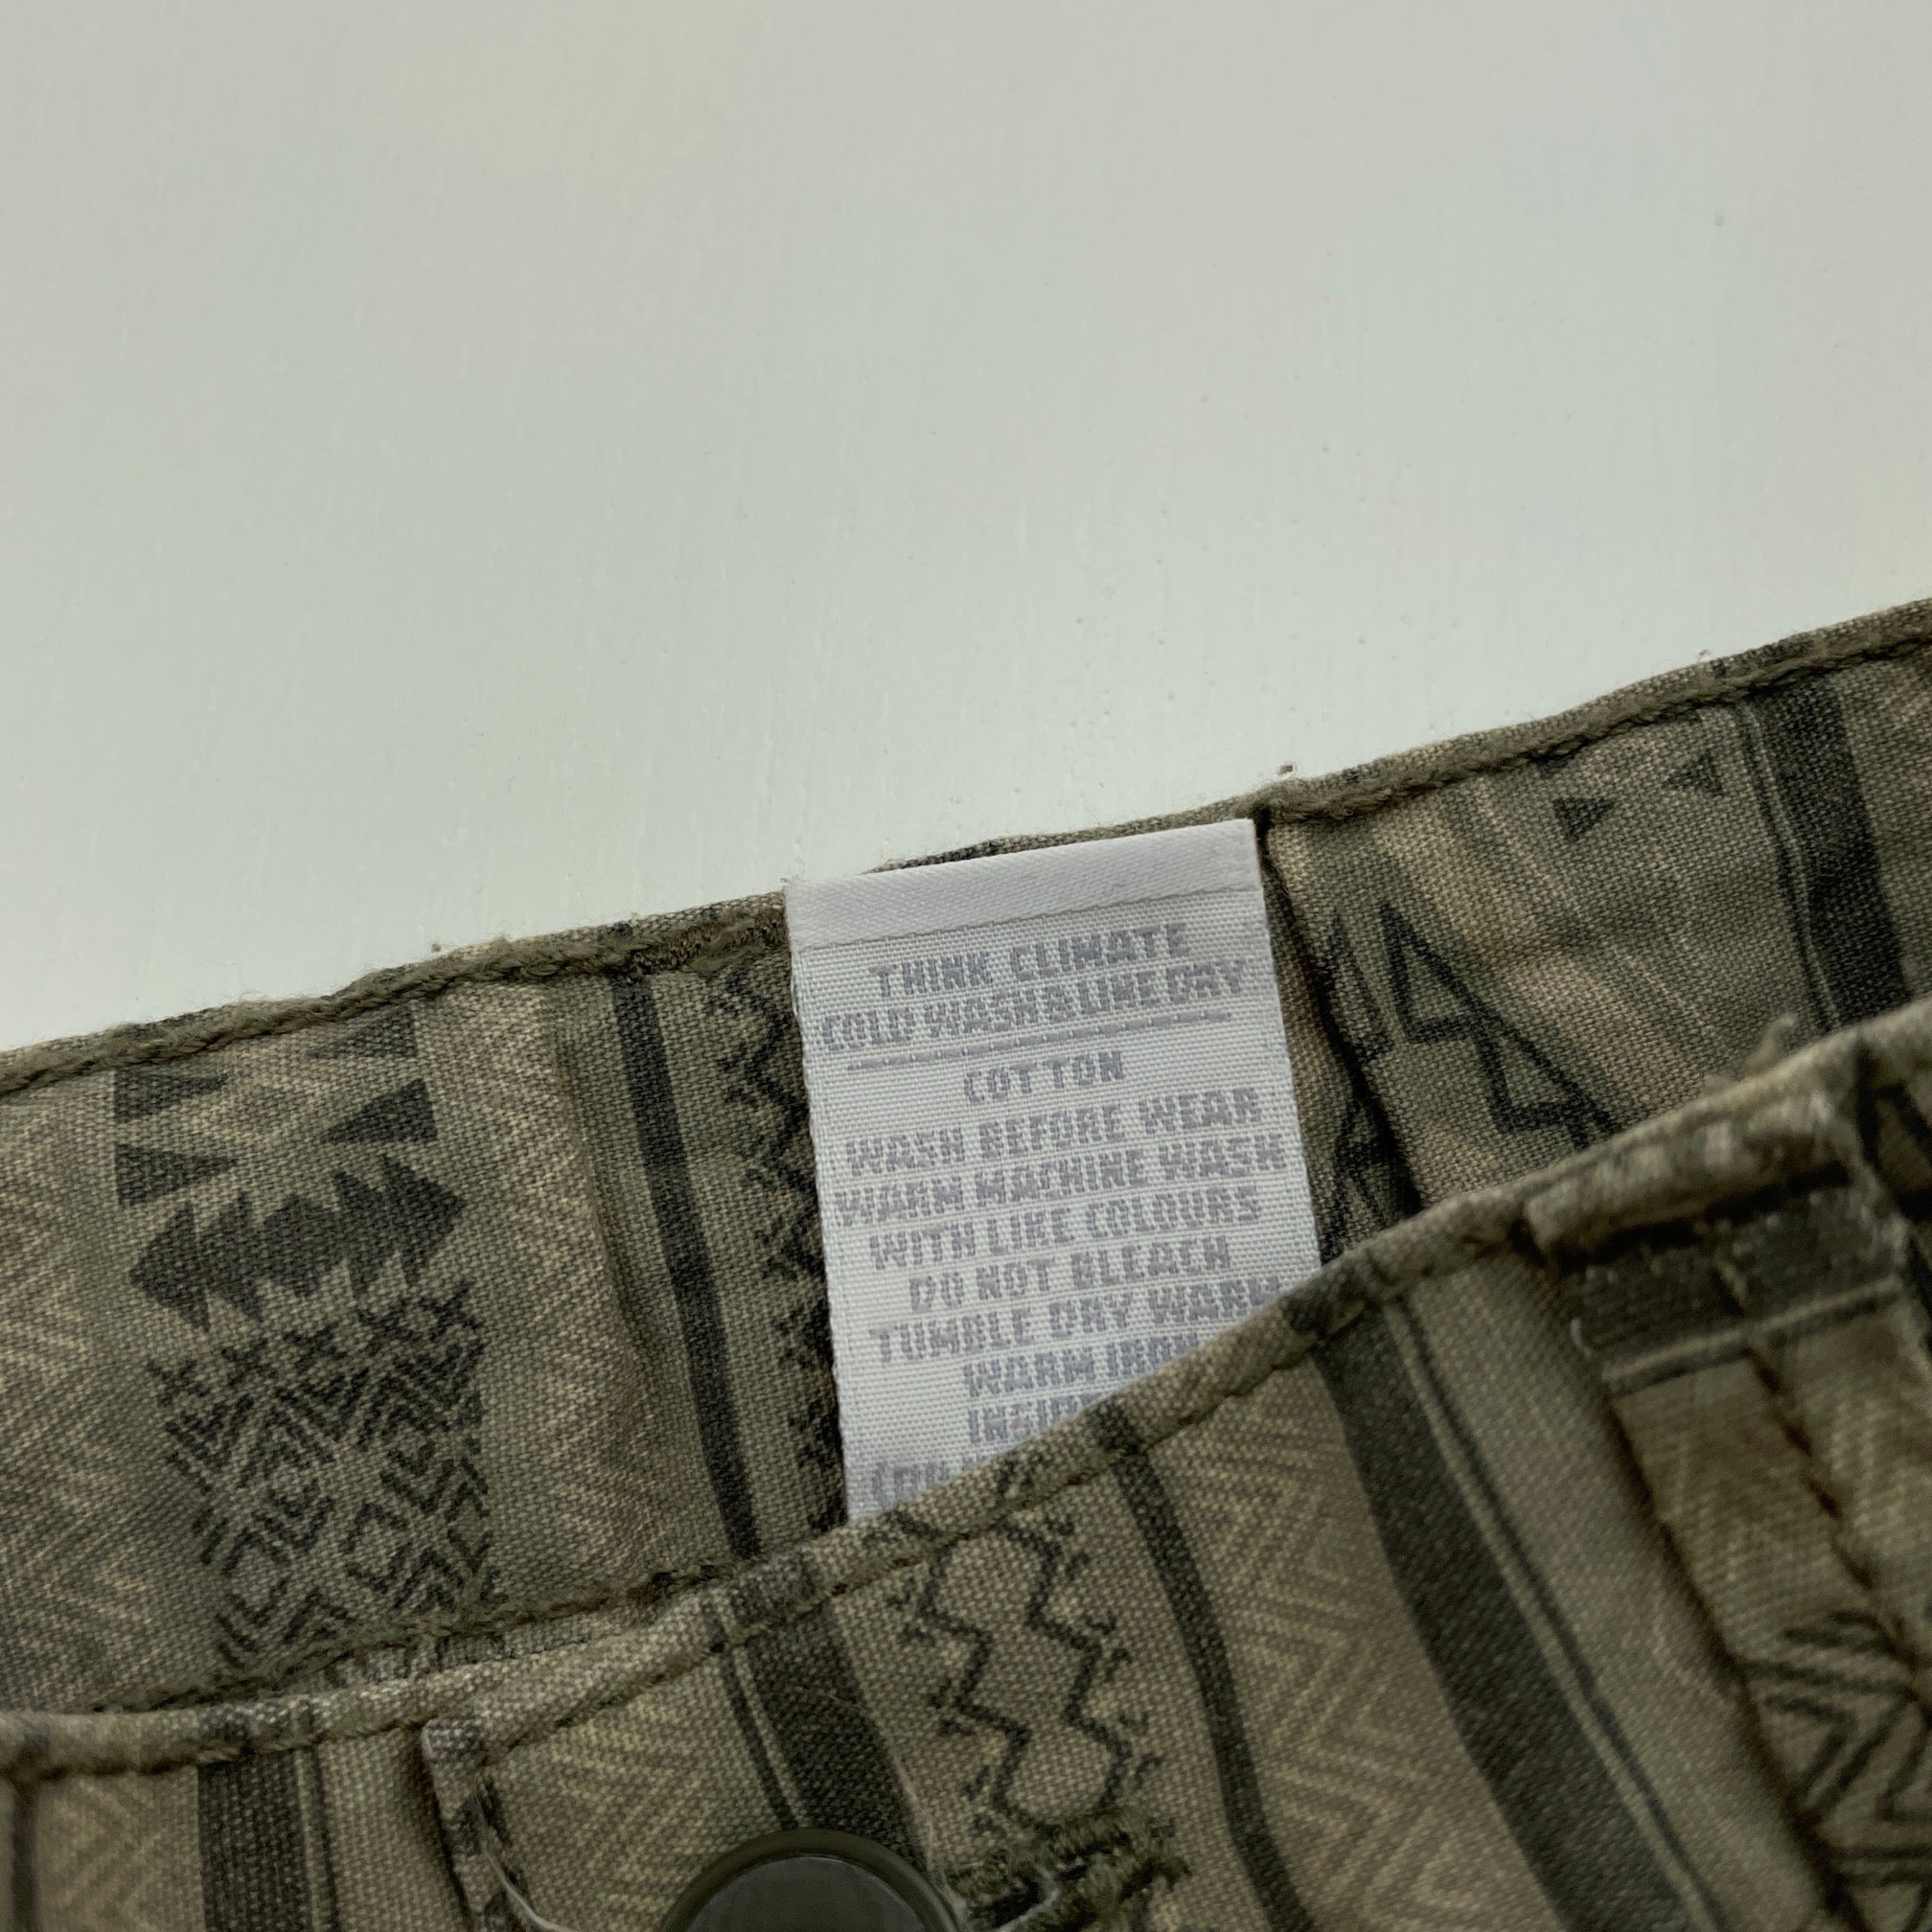 THINK CLIMATE
COLD WASH & LINE DRY
COTTON
WASH BEFORE WEAR
WARM MACHINE WASH
WITH LIKE COLOURS
DO NOT BLEACH
TUMBLE DRY WARM
WARM IRON